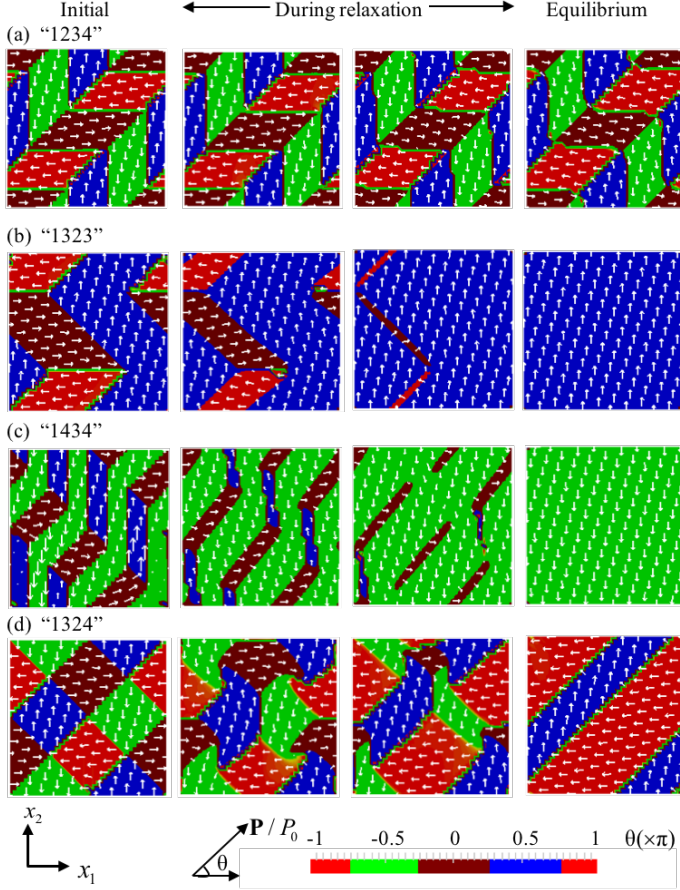 Initial During relaxation Equilibrium
(a) “1234”
(b) “1323”
(c) “1434”
(d) “1324”
x₂
x₁
P / P₀
θ
-1 -0.5 0 0.5 1 θ(×π)